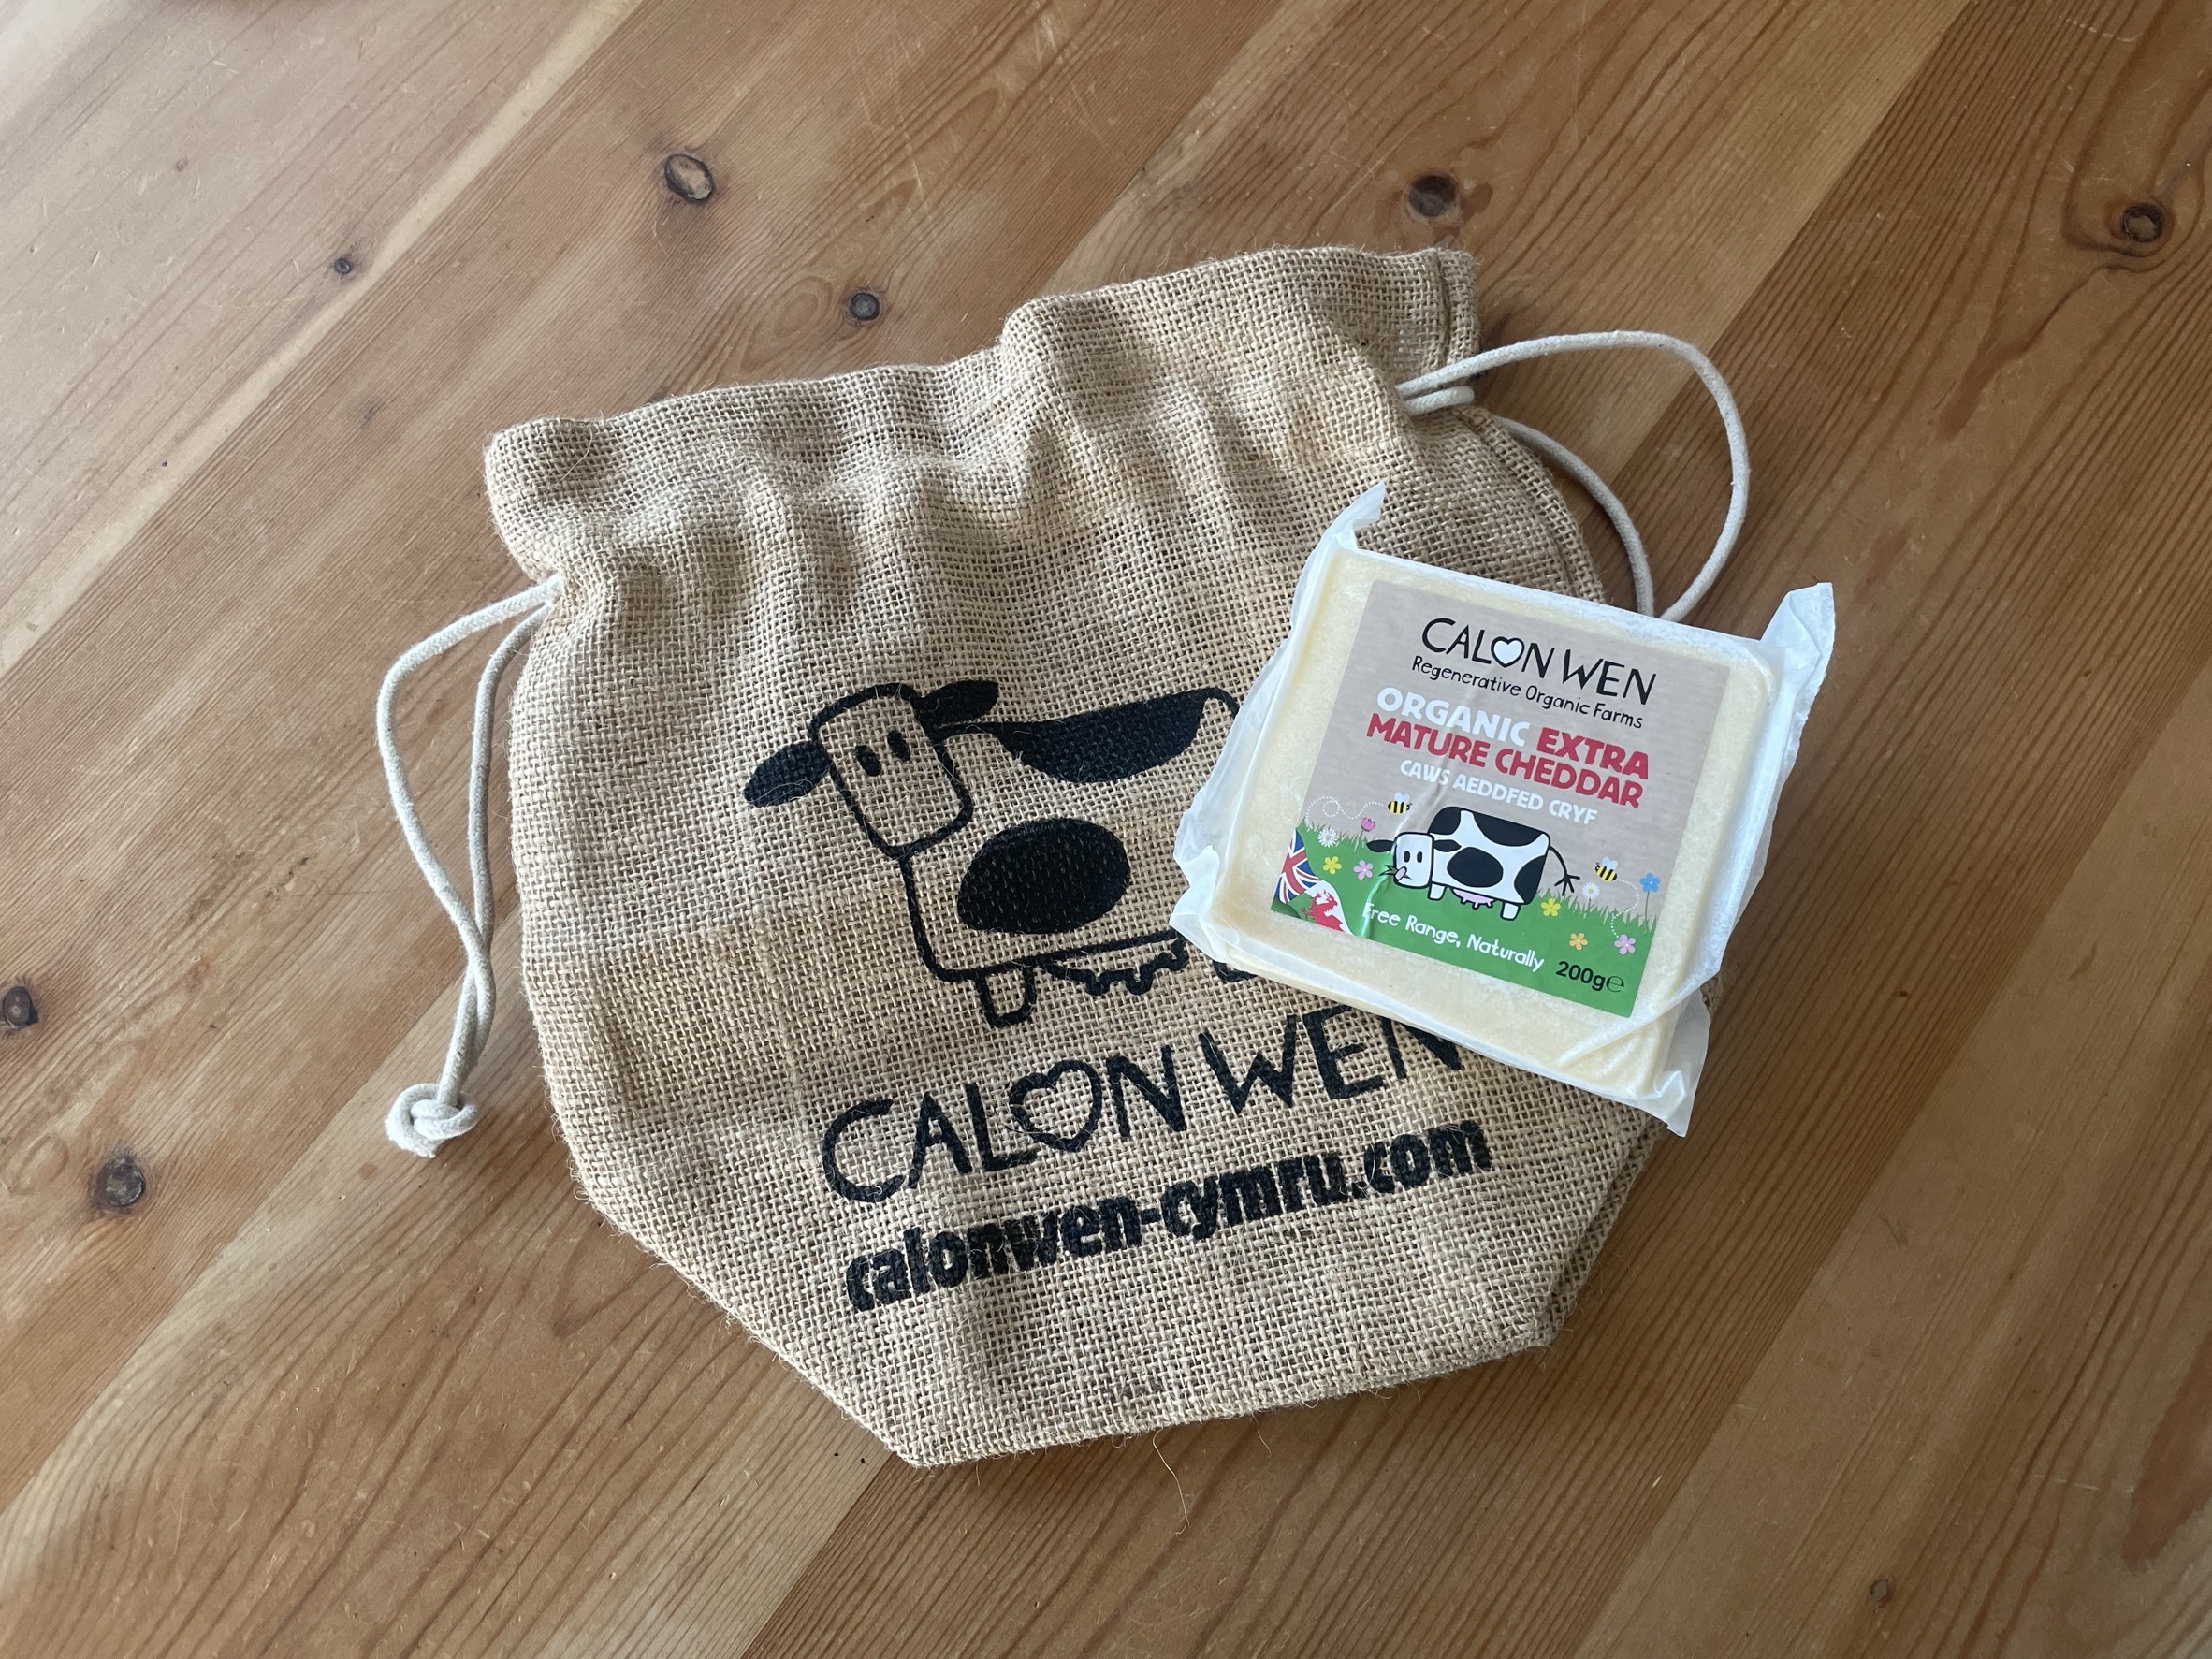 CALON WEN
calonwen-cymru.com
CALON WEN
Regenerative Organic Farms
ORGANIC EXTRA
MATURE CHEDDAR
CAWS AEDDFED CRYF
Free Range, Naturally
200g℮